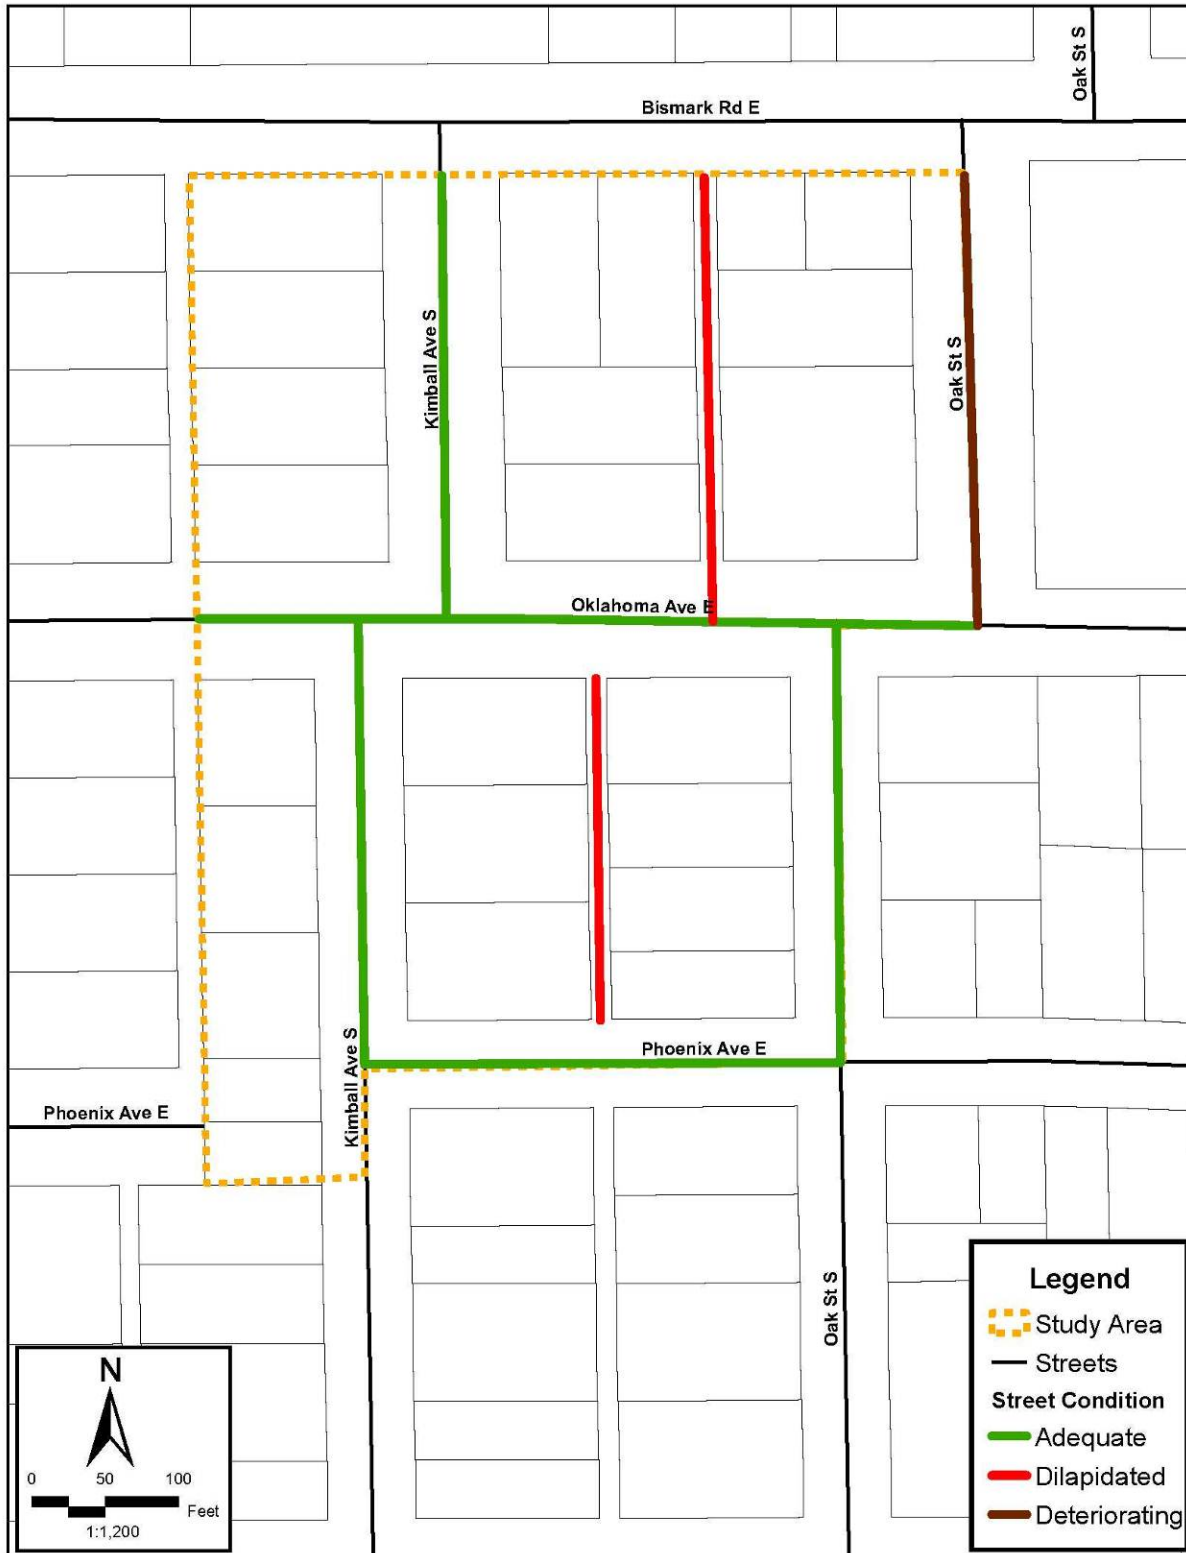 Oak St S
Bismark Rd E
Kimball Ave S
Oak St S
Oklahoma Ave E
Phoenix Ave E
Kimball Ave S
Phoenix Ave E
Oak St S
Legend
Study Area
Streets
Street Condition
Adequate
Dilapidated
Deteriorating
N
0 50 100
Feet
1:1,200